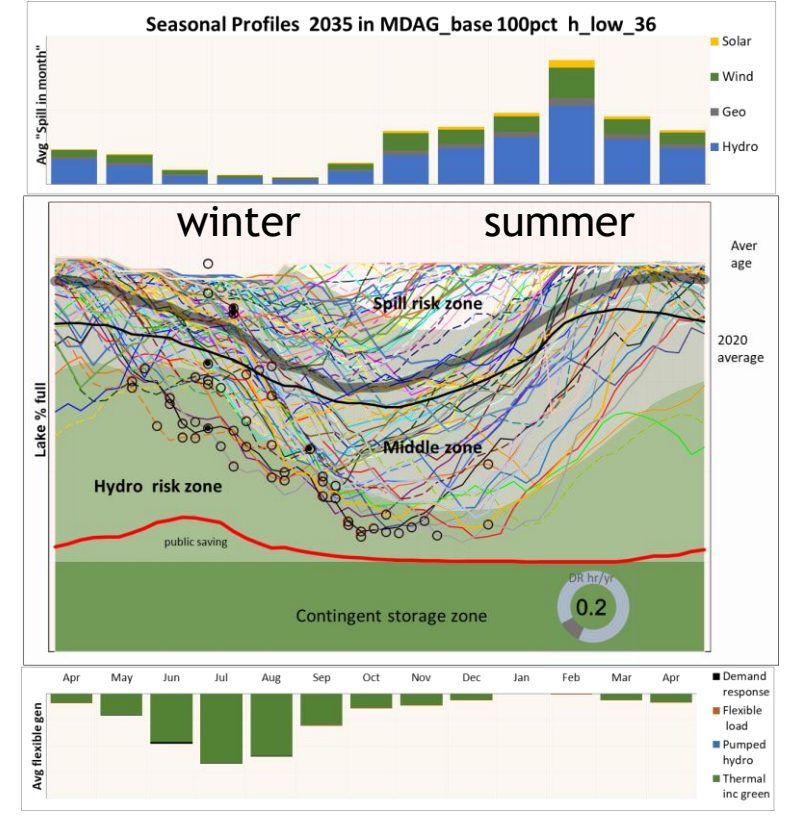 Seasonal Profiles 2035 in MDAG_base 100pct h_low_36
Avg "Spill in month"
Solar
Wind
Geo
Hydro
winter
summer
Aver
age
Spill risk zone
2020
average
Lake % full
Middle zone
Hydro risk zone
public saving
DR hr/yr
0.2
Contingent storage zone
Apr May Jun Jul Aug Sep Oct Nov Dec Jan Feb Mar Apr
Avg flexible gen
Demand
response
Flexible
load
Pumped
hydro
Thermal
inc green